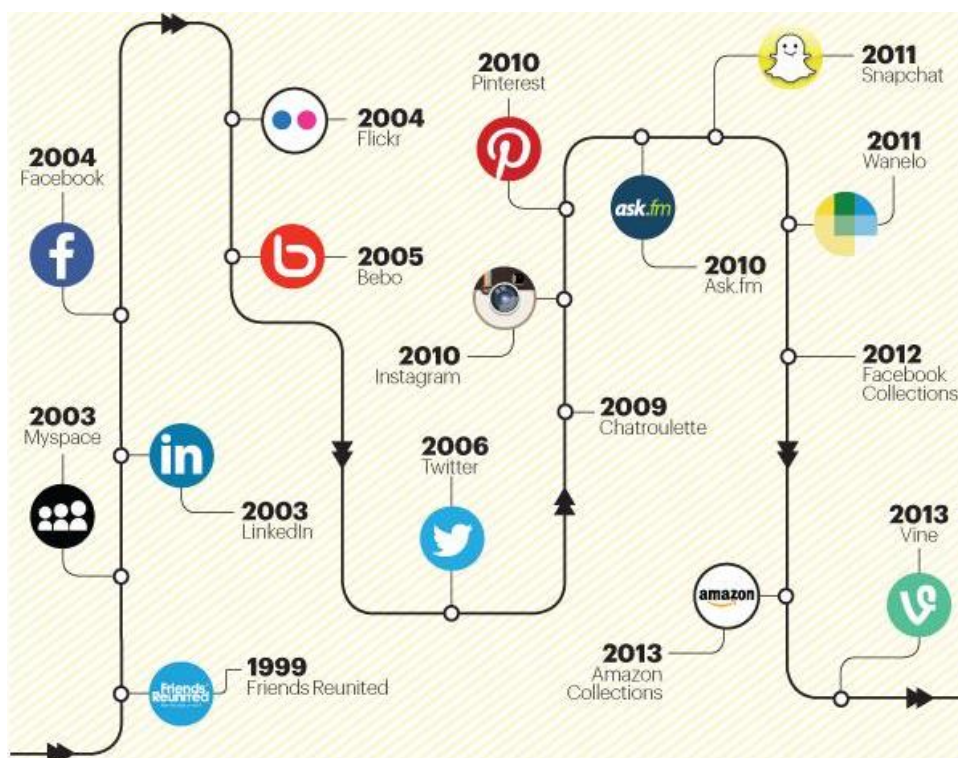 2010
Pinterest
2011
Snapchat
2004
Flickr
2004
Facebook
2011
Wanelo
ask.fm
f
2005
Bebo
2010
Ask.fm
2010
Instagram
2012
Facebook
Collections
2003
Myspace
2009
Chatroulette
in
2006
Twitter
2003
LinkedIn
2013
Vine
amazon
2013
Amazon
Collections
Friends
Reunited
1999
Friends Reunited